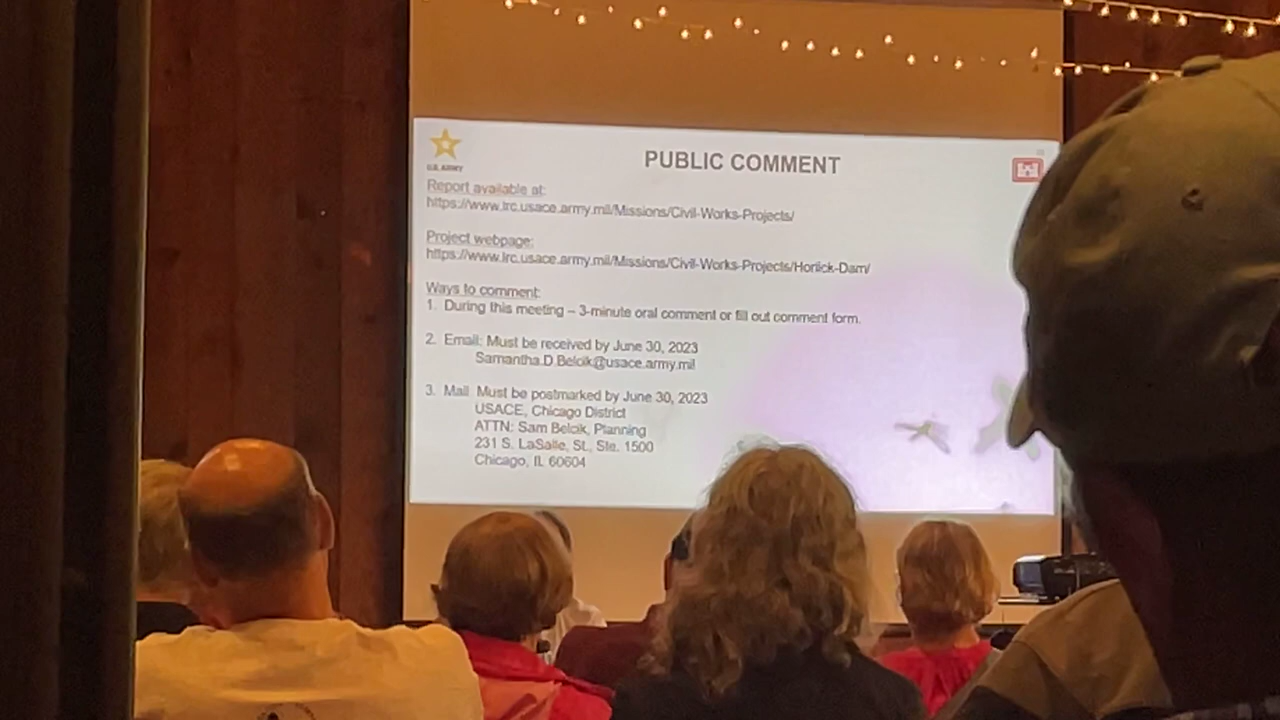 U.S. ARMY
PUBLIC COMMENT
Report available at:
https://www.lrc.usace.army.mil/Missions/Civil-Works-Projects/
Project webpage:
https://www.lrc.usace.army.mil/Missions/Civil-Works-Projects/Horlick-Dam/
Ways to comment:
1. During this meeting – 3-minute oral comment or fill out comment form.
2. Email: Must be received by June 30, 2023
Samantha.D.Belcik@usace.army.mil
3. Mail: Must be postmarked by June 30, 2023
USACE, Chicago District
ATTN: Sam Belcik, Planning
231 S. LaSalle, St., Ste. 1500
Chicago, IL 60604